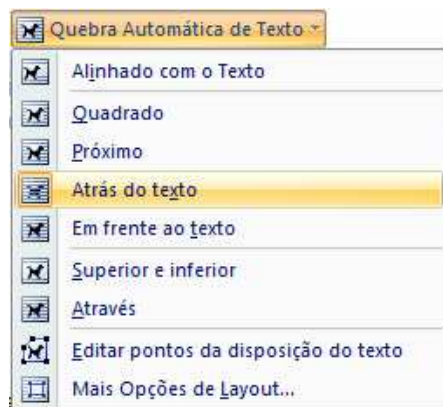 Quebra Automática de Texto
Alinhado com o Texto
Quadrado
Próximo
Atrás do texto
Em frente ao texto
Superior e inferior
Através
Editar pontos da disposição do texto
Mais Opções de Layout...